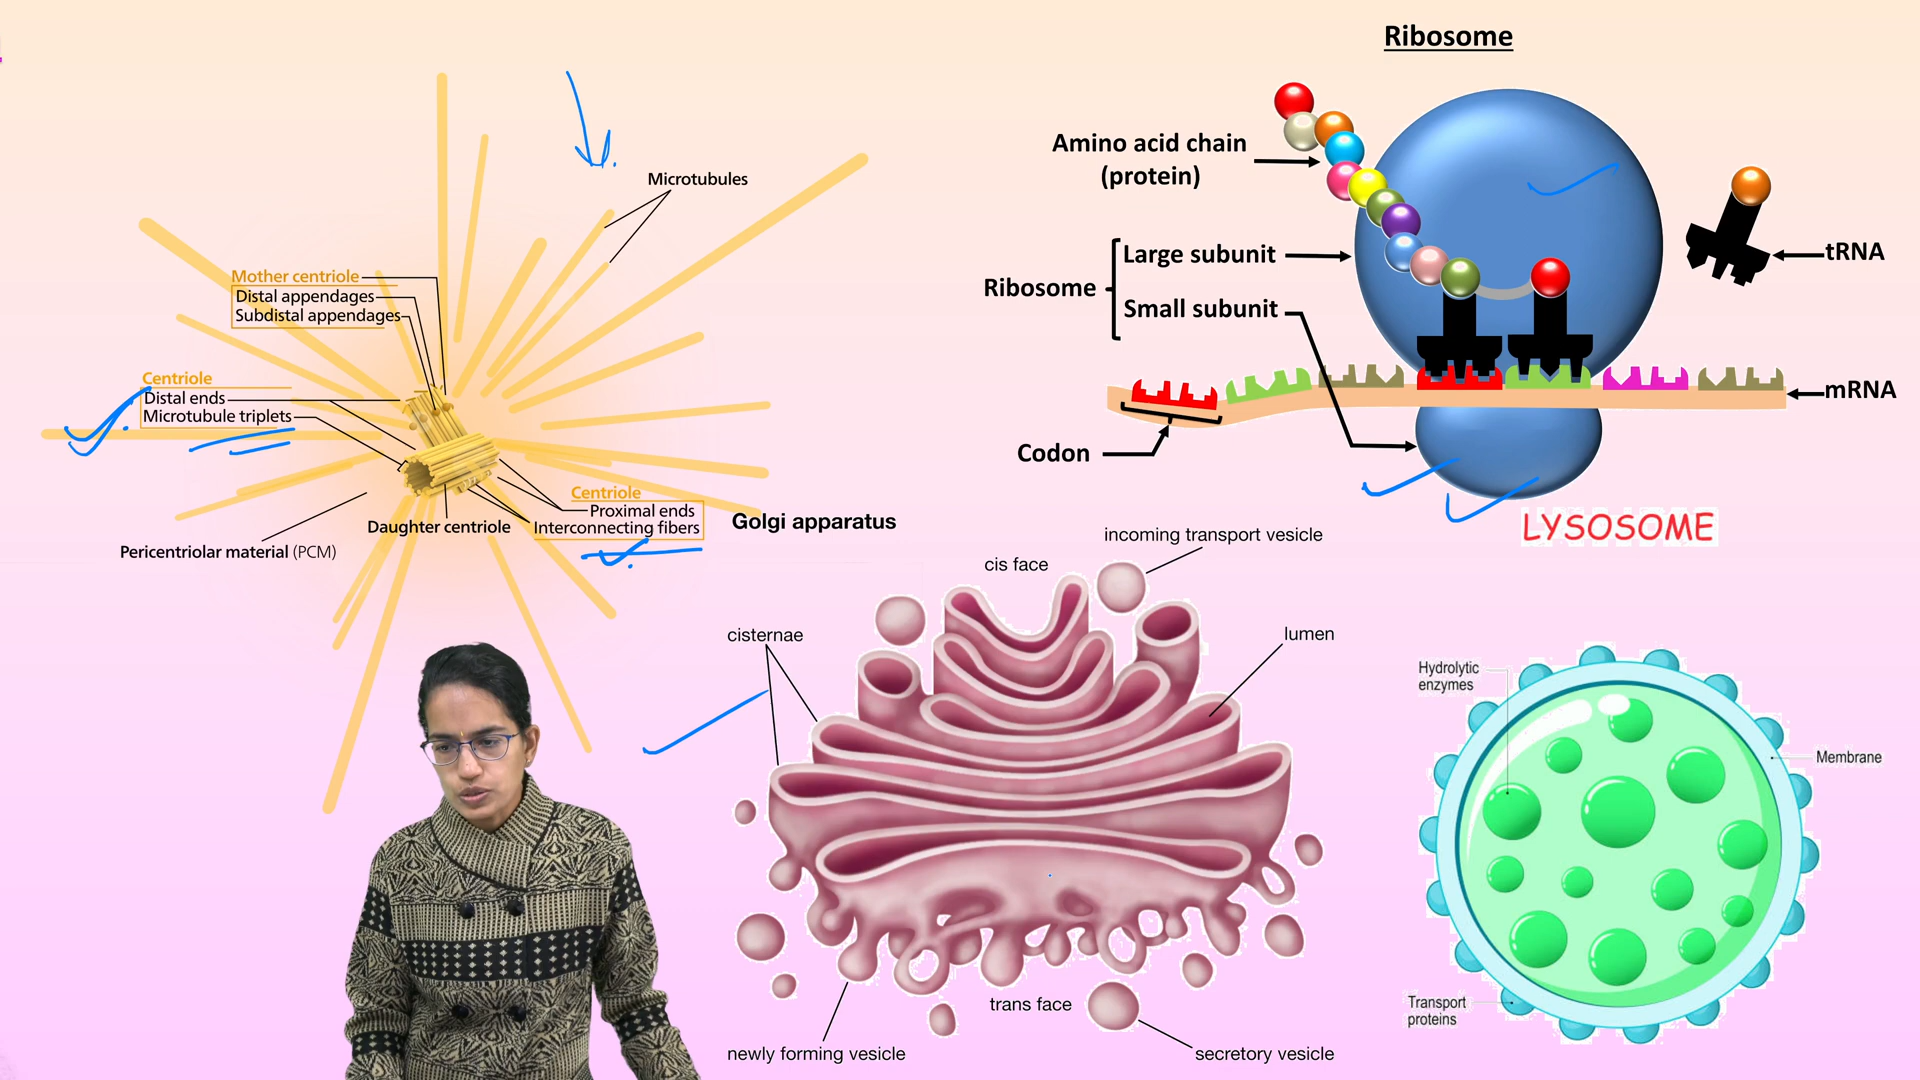 Ribosome
Amino acid chain
(protein)
Large subunit
Ribosome
Small subunit
tRNA
mRNA
Codon
Microtubules
Mother centriole
Distal appendages
Subdistal appendages
Centriole
Distal ends
Microtubule triplets
Centriole
Proximal ends
Interconnecting fibers
Daughter centriole
Pericentriolar material (PCM)
Golgi apparatus
incoming transport vesicle
cis face
cisternae
lumen
trans face
newly forming vesicle
secretory vesicle
LYSOSOME
Hydrolytic
enzymes
Membrane
Transport
proteins